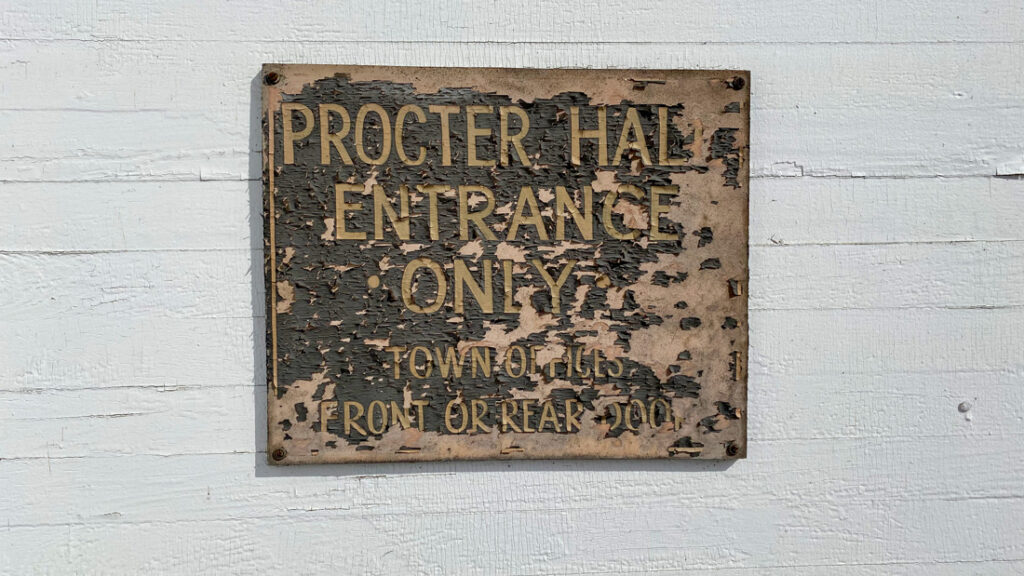 PROCTER HALL
ENTRANCE
• ONLY •
TOWN OFFICES
FRONT OR REAR DOOR